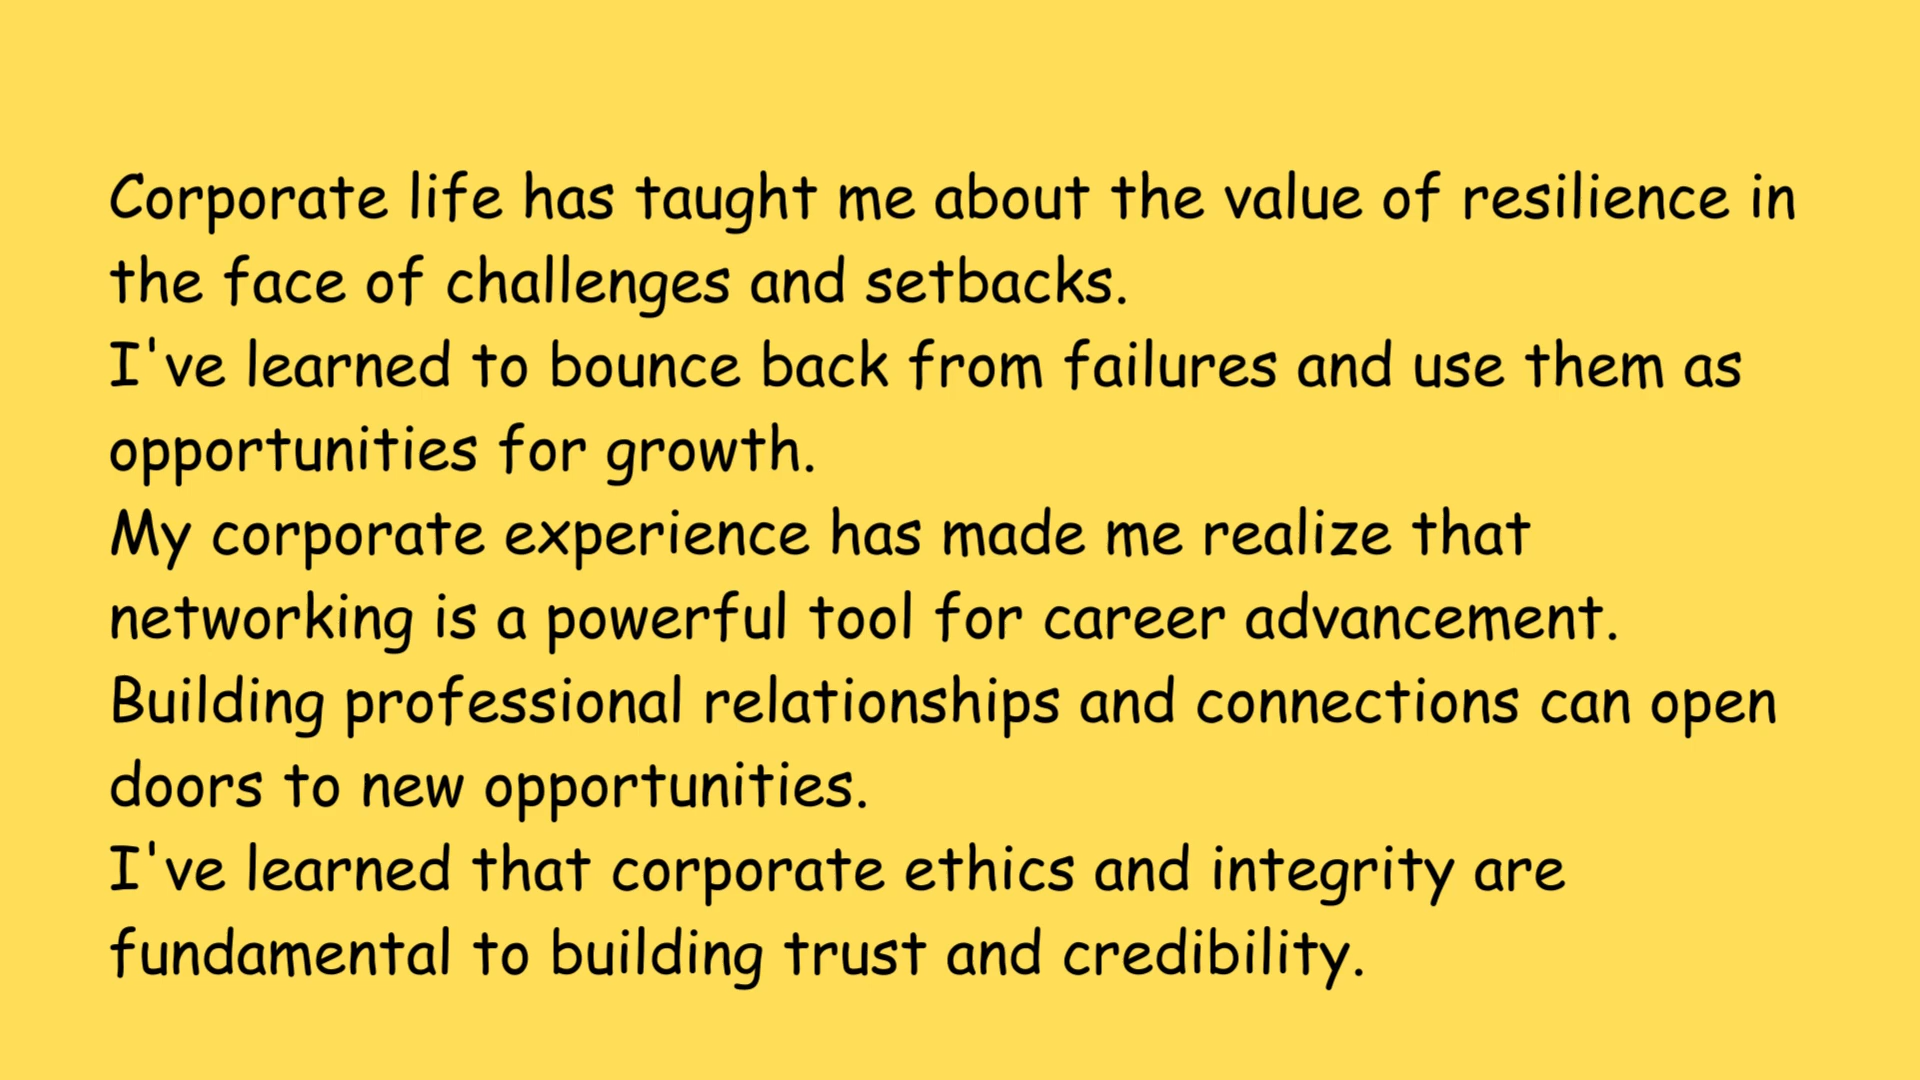 Corporate life has taught me about the value of resilience in
the face of challenges and setbacks.
I've learned to bounce back from failures and use them as
opportunities for growth.
My corporate experience has made me realize that
networking is a powerful tool for career advancement.
Building professional relationships and connections can open
doors to new opportunities.
I've learned that corporate ethics and integrity are
fundamental to building trust and credibility.